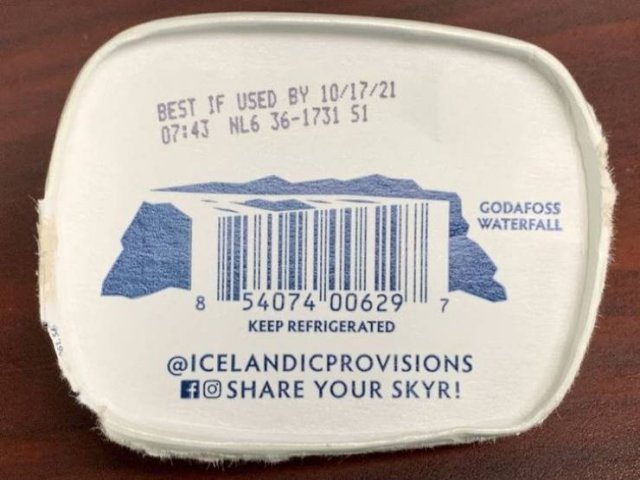 BEST IF USED BY 10/17/21
07:43 NL6 36-1731 S1
GODAFOSS
WATERFALL
8 54074 00629 7
KEEP REFRIGERATED
@ICELANDICPROVISIONS
SHARE YOUR SKYR!